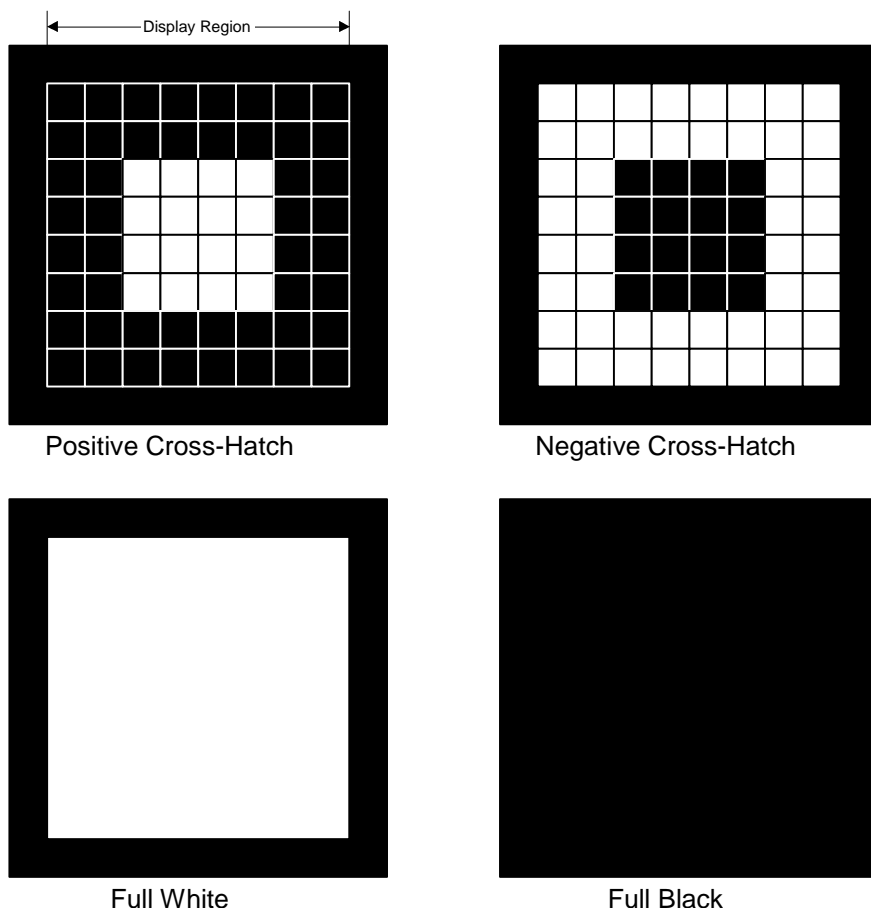 Display Region
Positive Cross-Hatch
Negative Cross-Hatch
Full White
Full Black